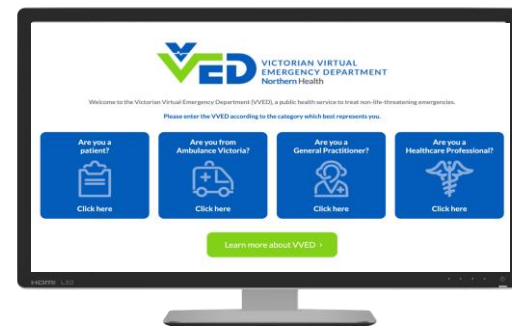 VED
VICTORIAN VIRTUAL
EMERGENCY DEPARTMENT
Northern Health
Welcome to the Victorian Virtual Emergency Department (VVED), a public health service to treat non-life-threatening emergencies.
Please enter the VVED according to the category which best represents you.
Are you a
patient?
Click here
Are you from
Ambulance Victoria?
Click here
Are you a
General Practitioner?
Click here
Are you a
Healthcare Professional?
Click here
Learn more about VVED ›
HDMI LED